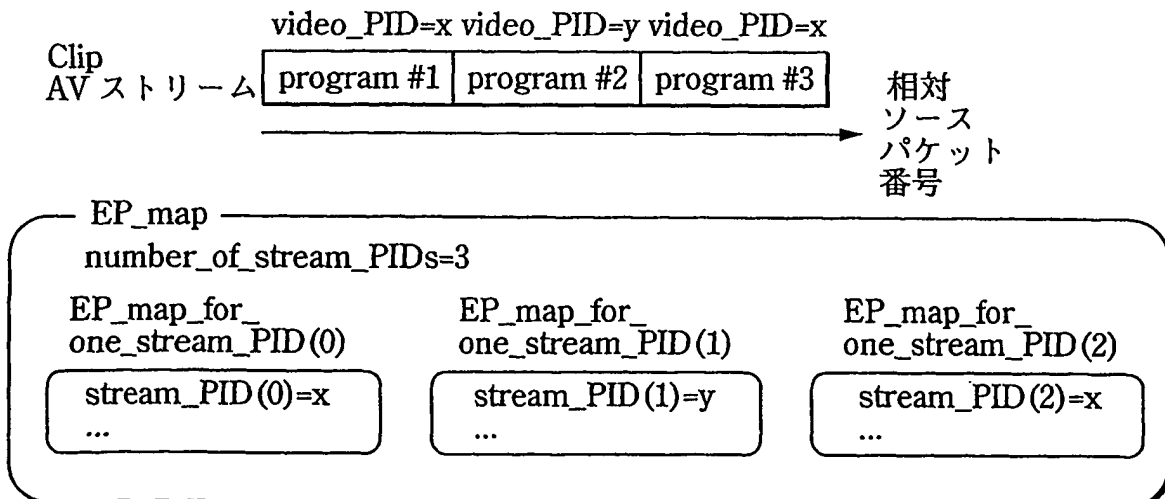 video_PID=x video_PID=y video_PID=x
Clip
AV ストリーム
program #1 program #2 program #3
相対
ソース
パケット
番号
EP_map
number_of_stream_PIDs=3
EP_map_for_
one_stream_PID(0)
stream_PID(0)=x
...
EP_map_for_
one_stream_PID(1)
stream_PID(1)=y
...
EP_map_for_
one_stream_PID(2)
stream_PID(2)=x
...